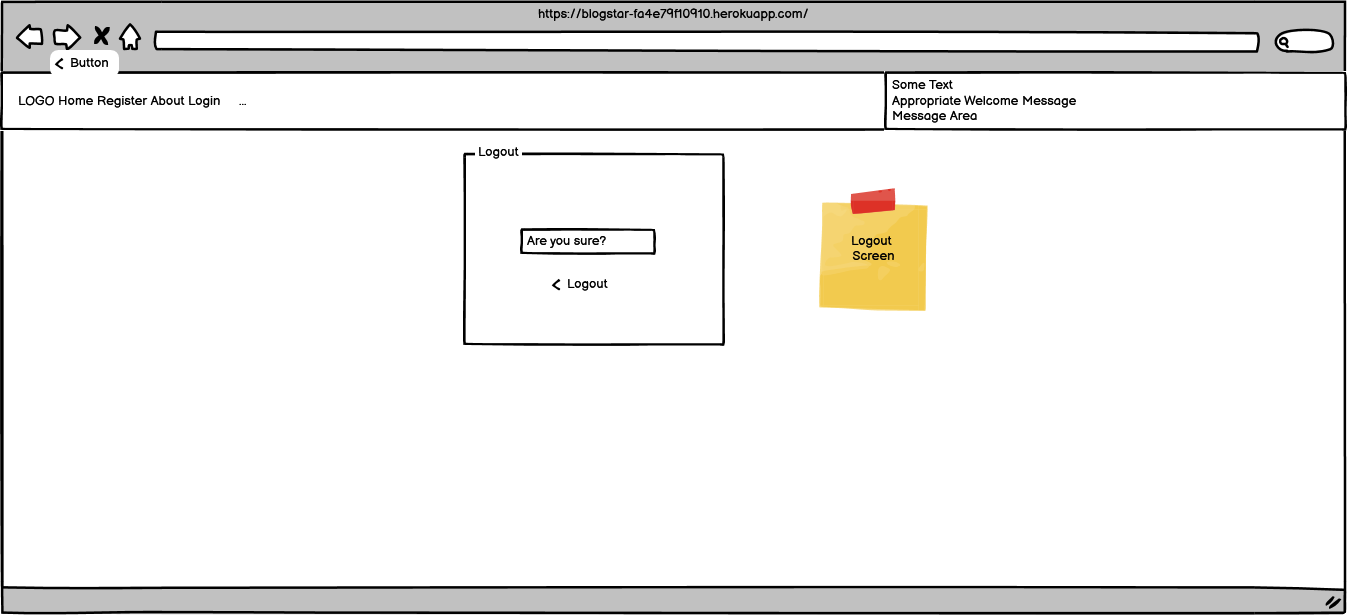 https://blogstar-fa4e79f10910.herokuapp.com/
Button
LOGO Home Register About Login ...
Some Text
Appropriate Welcome Message
Message Area
Logout
Are you sure?
Logout
Logout
Screen